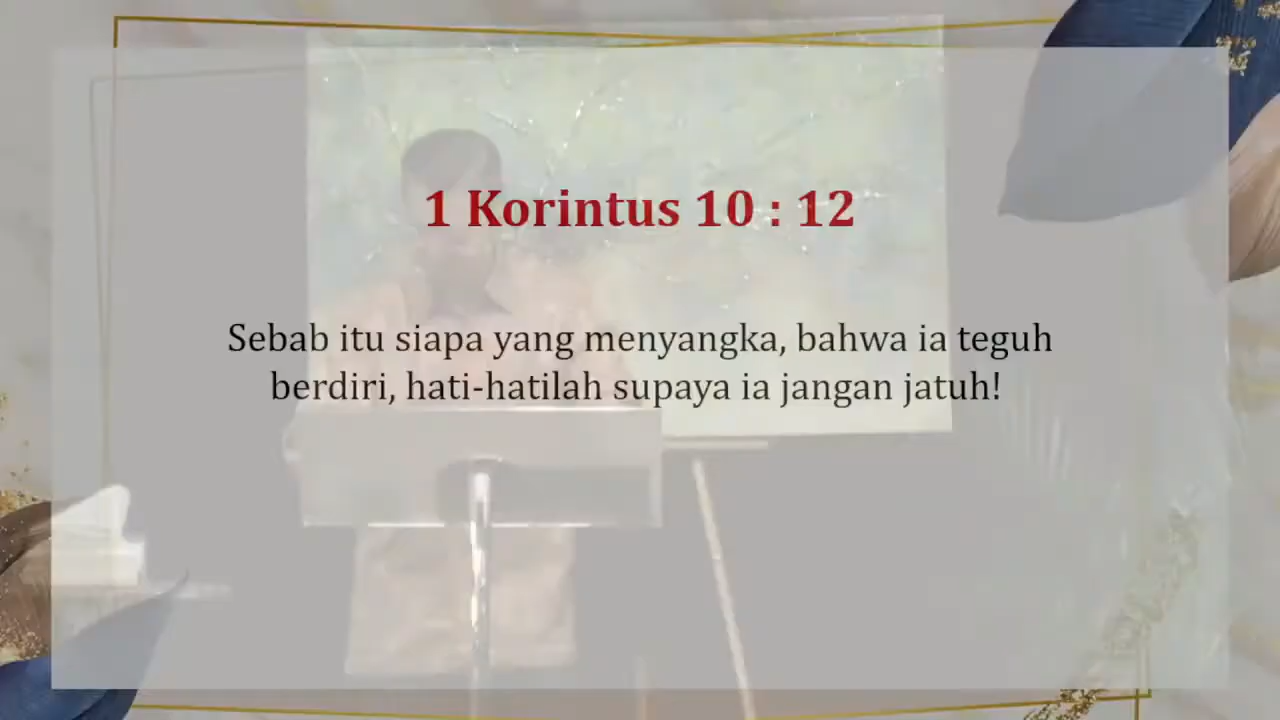 1 Korintus 10 : 12
Sebab itu siapa yang menyangka, bahwa ia teguh
berdiri, hati-hatilah supaya ia jangan jatuh!